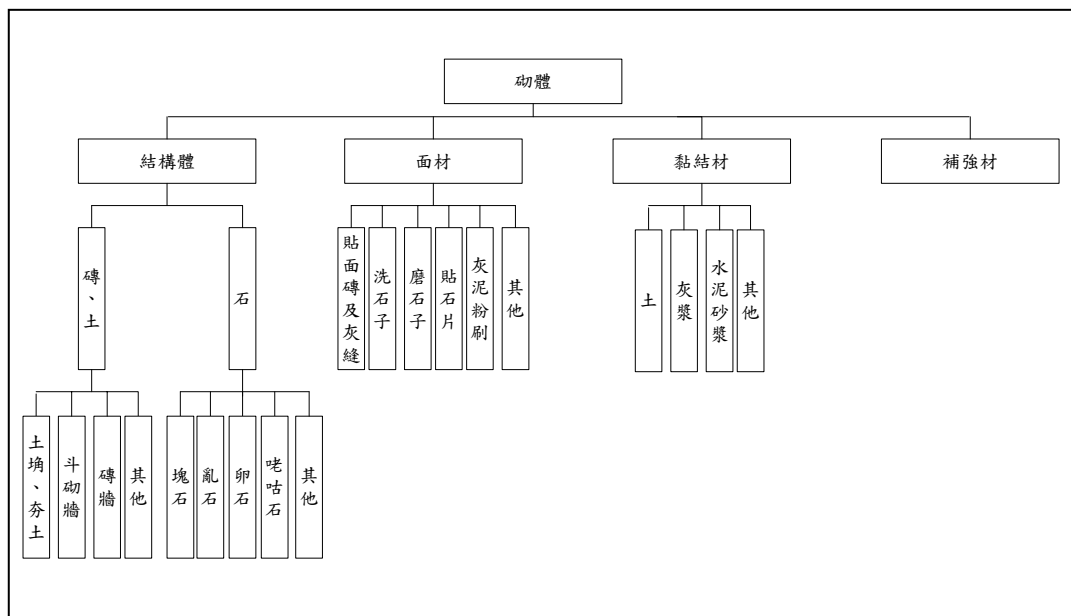 砌體
結構體
面材
黏結材
補強材
磚、土
石
貼面磚及灰縫
洗石子
磨石子
貼石片
灰泥粉刷
其他
土
灰漿
水泥砂漿
其他
土埆、夯土
斗砌牆
磚牆
其他
塊石
亂石
卵石
咾咕石
其他